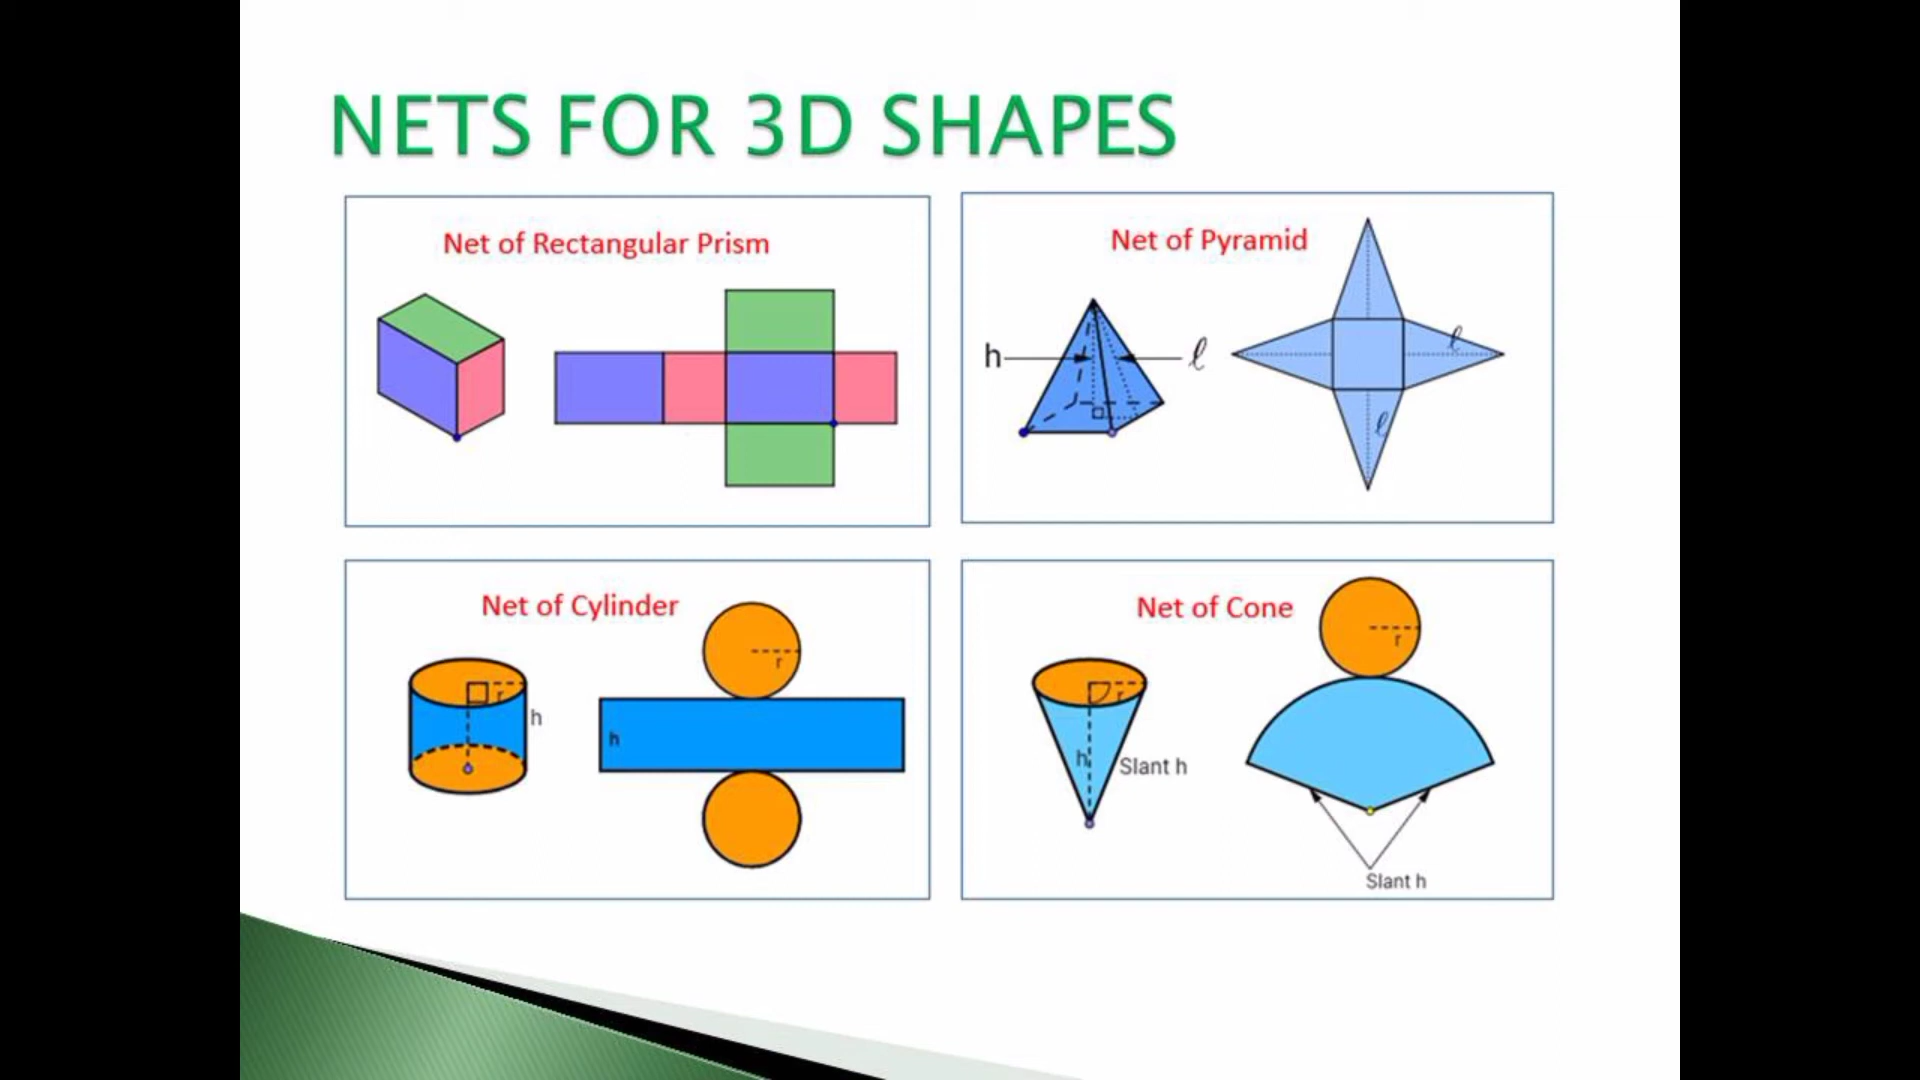 NETS FOR 3D SHAPES
Net of Rectangular Prism
Net of Pyramid
h
ℓ
ℓ
ℓ
Net of Cylinder
r
r
h
h
Net of Cone
r
r
h
Slant h
Slant h